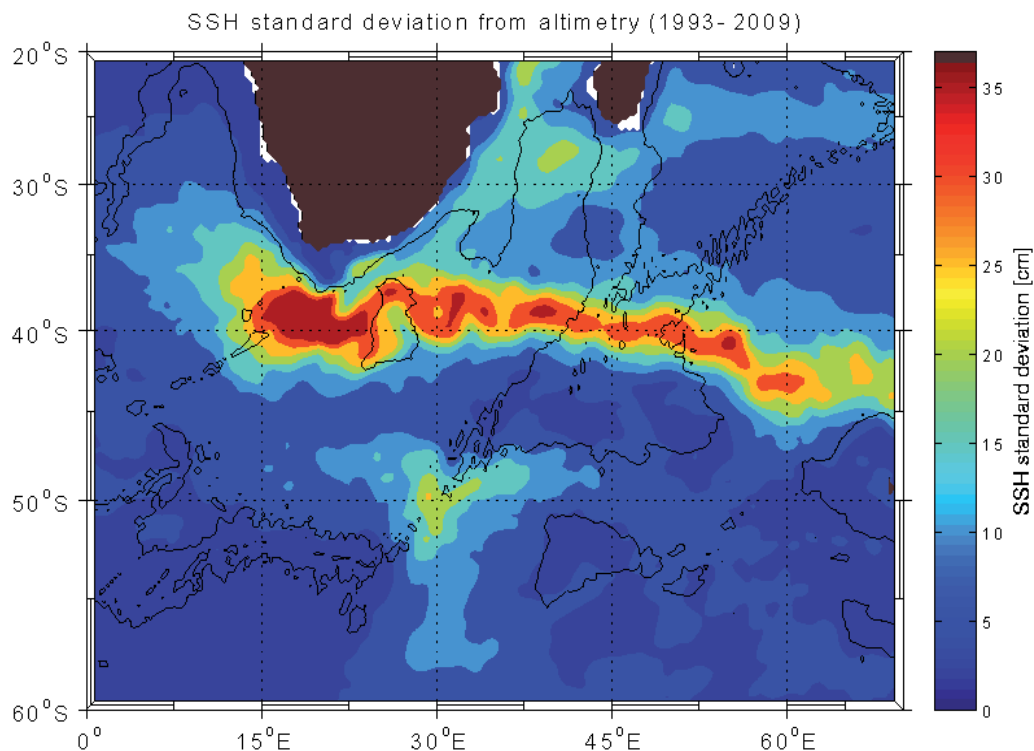 SSH standard deviation from altimetry (1993-2009)
20°S
30°S
40°S
50°S
60°S
0°
15°E
30°E
45°E
60°E
35
30
25
20
15
10
5
0
SSH standard deviation [cm]